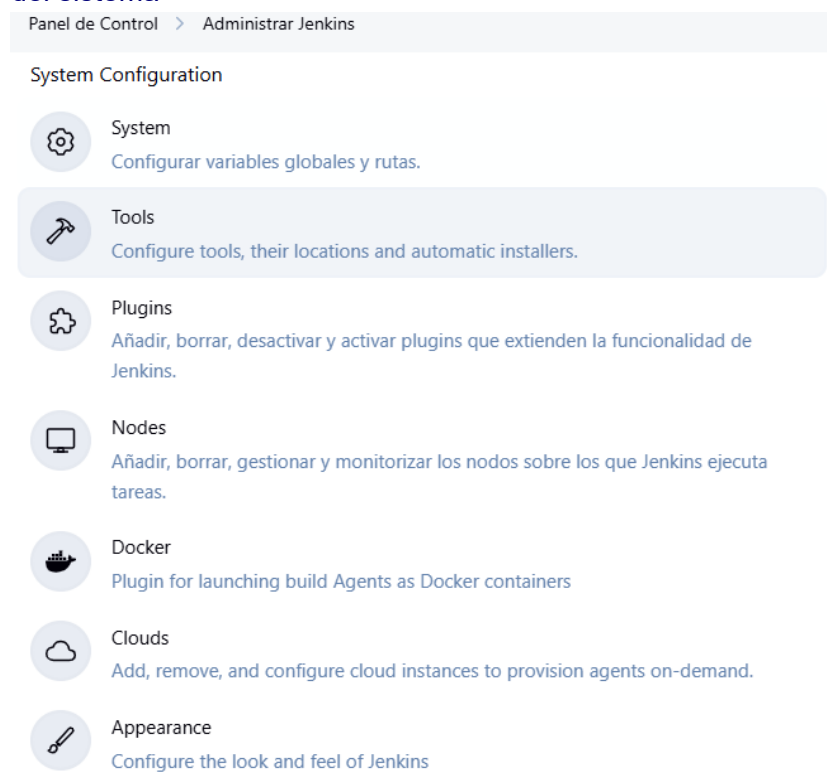 del sistema
Panel de Control > Administrar Jenkins
System Configuration
System
Configurar variables globales y rutas.
Tools
Configure tools, their locations and automatic installers.
Plugins
Añadir, borrar, desactivar y activar plugins que extienden la funcionalidad de
Jenkins.
Nodes
Añadir, borrar, gestionar y monitorizar los nodos sobre los que Jenkins ejecuta
tareas.
Docker
Plugin for launching build Agents as Docker containers
Clouds
Add, remove, and configure cloud instances to provision agents on-demand.
Appearance
Configure the look and feel of Jenkins